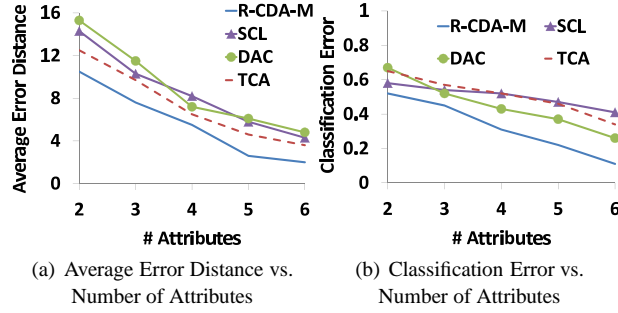 Average Error Distance
16
12
8
4
0
R-CDA-M
SCL
DAC
TCA
2 3 4 5 6
# Attributes
(a) Average Error Distance vs.
Number of Attributes
Classification Error
1
0.8
0.6
0.4
0.2
0
R-CDA-M SCL
DAC TCA
2 3 4 5 6
# Attributes
(b) Classification Error vs.
Number of Attributes